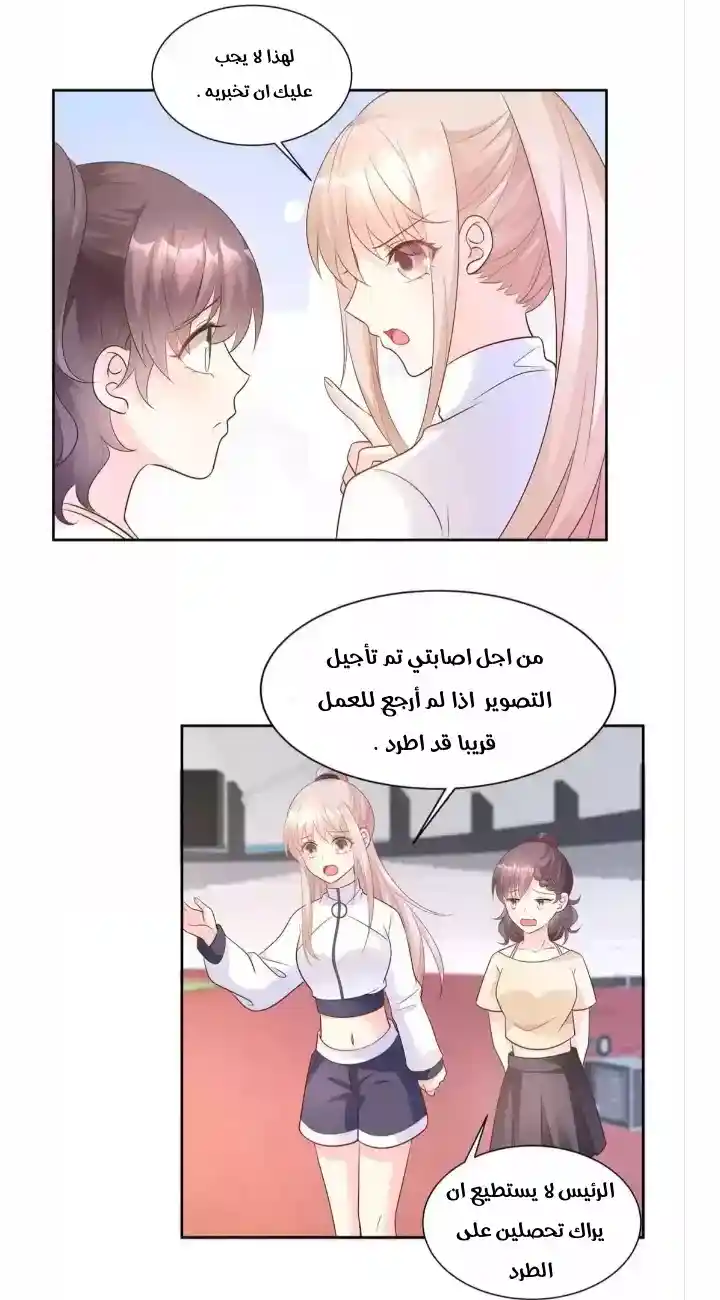 لهذا لا يجب
عليك ان تخبريه .
من اجل اصابتي تم تأجيل
التصوير اذا لم أرجع للعمل
قريبا قد اطرد .
الرئيس لا يستطيع ان
يراك تحصلين على
الطرد